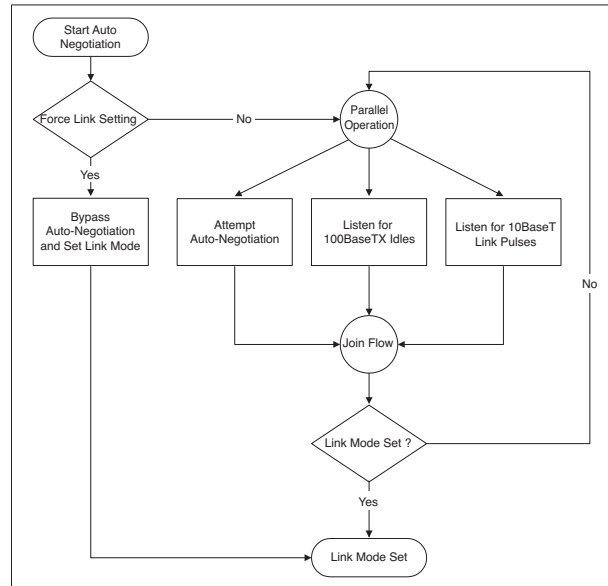 Start Auto
Negotiation
Force Link Setting
No
Parallel
Operation
Yes
Bypass
Auto-Negotiation
and Set Link Mode
Attempt
Auto-Negotiation
Listen for
100BaseTX Idles
Listen for 10BaseT
Link Pulses
No
Join Flow
Link Mode Set ?
Yes
Link Mode Set